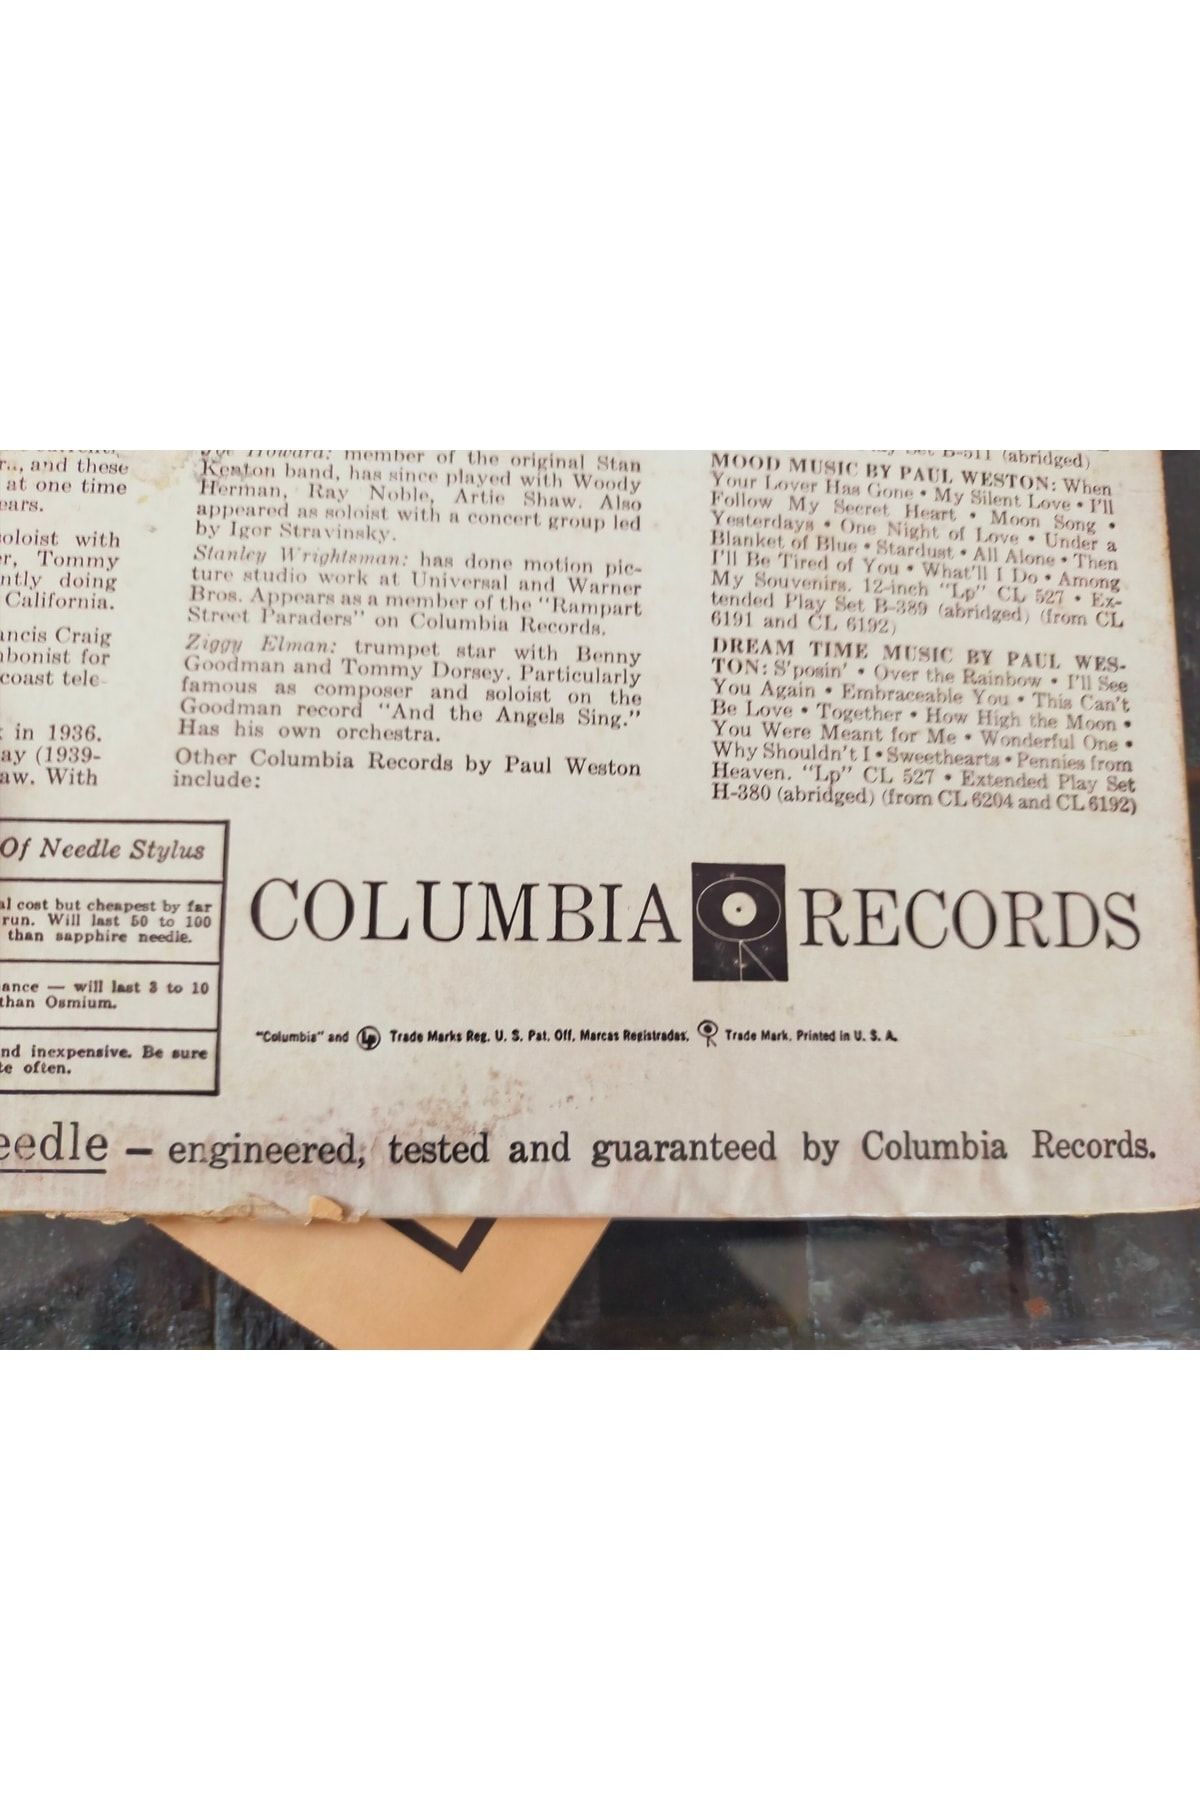 r.., and these
at one time
ears.
soloist with
er, Tommy
ntly doing
California.
ancis Craig
nbonist for
coast tele-
in 1936.
ay (1939-
aw. With
Of Needle Stylus
al cost but cheapest by far
run. Will last 50 to 100
than sapphire needle.
ance — will last 3 to 10
than Osmium.
nd inexpensive. Be sure
te often.
Joe Howard: member of the original Stan
Kenton band, has since played with Woody
Herman, Ray Noble, Artie Shaw. Also
appeared as soloist with a concert group led
by Igor Stravinsky.
Stanley Wrightsman: has done motion pic-
ture studio work at Universal and Warner
Bros. Appears as a member of the "Rampart
Street Paraders" on Columbia Records.
Ziggy Elman: trumpet star with Benny
Goodman and Tommy Dorsey. Particularly
famous as composer and soloist on the
Goodman record "And the Angels Sing."
Has his own orchestra.
Other Columbia Records by Paul Weston
include:
Set B-511 (abridged)
MOOD MUSIC BY PAUL WESTON: When
Your Lover Has Gone • My Silent Love • I'll
Follow My Secret Heart • Moon Song •
Yesterdays • One Night of Love • Under a
Blanket of Blue • Stardust • All Alone • Then
I'll Be Tired of You • What'll I Do • Among
My Souvenirs. 12-inch "Lp" CL 527 • Ex-
tended Play Set B-389 (abridged) (from CL
6191 and CL 6192)
DREAM TIME MUSIC BY PAUL WES-
TON: S'posin' • Over the Rainbow • I'll See
You Again • Embraceable You • This Can't
Be Love • Together • How High the Moon •
You Were Meant for Me • Wonderful One •
Why Shouldn't I • Sweethearts • Pennies from
Heaven. "Lp" CL 527 • Extended Play Set
H-380 (abridged) (from CL 6204 and CL 6192)
COLUMBIA RECORDS
"Columbia" and Lp Trade Marks Reg. U. S. Pat. Off. Marcas Registradas. Trade Mark. Printed in U. S. A.
eedle — engineered, tested and guaranteed by Columbia Records.